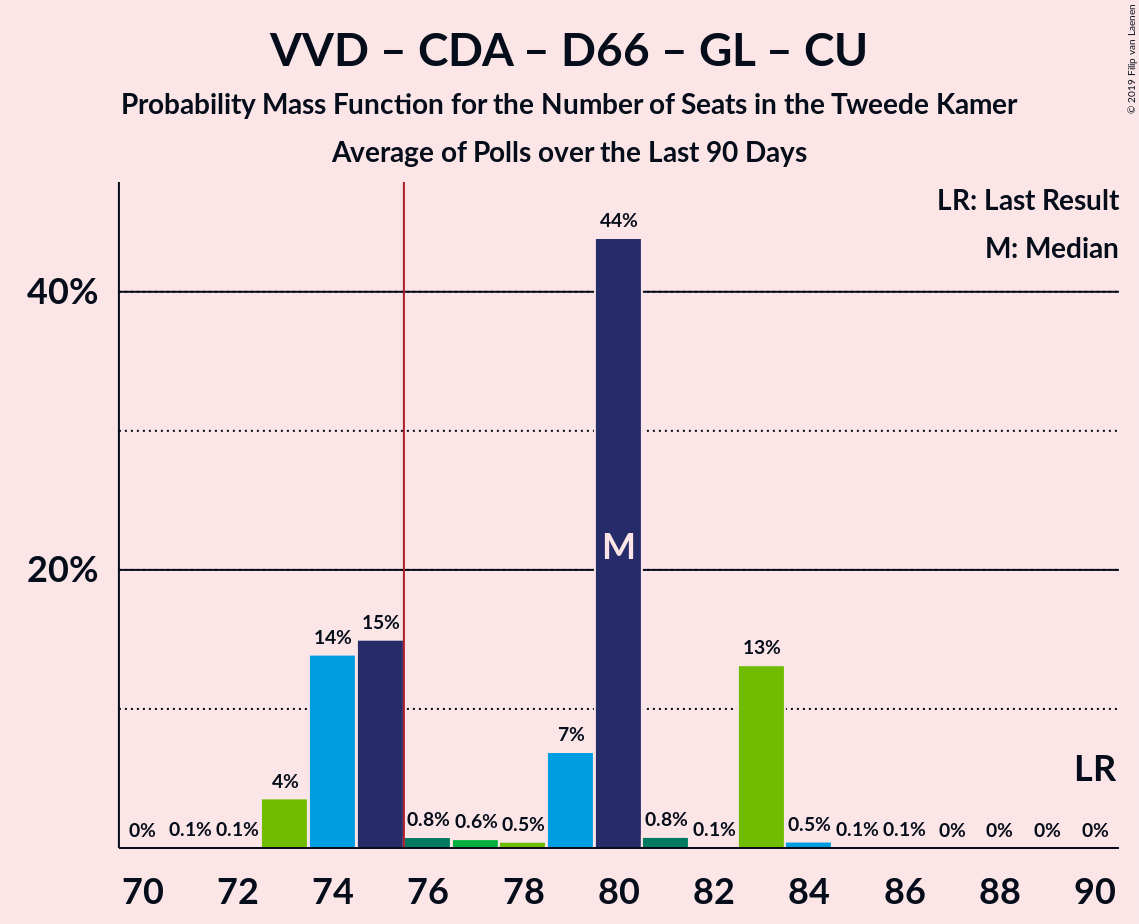 VVD – CDA – D66 – GL – CU
Probability Mass Function for the Number of Seats in the Tweede Kamer
Average of Polls over the Last 90 Days
© 2019 Filip van Laenen
LR: Last Result
M: Median
44%
40%
M
20%
15%
14%
13%
7%
LR
4%
0% 0.1% 0.1% 0.8% 0.6% 0.5% 0.8% 0.1% 0.5% 0.1% 0.1% 0% 0% 0% 0%
70 72 74 76 78 80 82 84 86 88 90